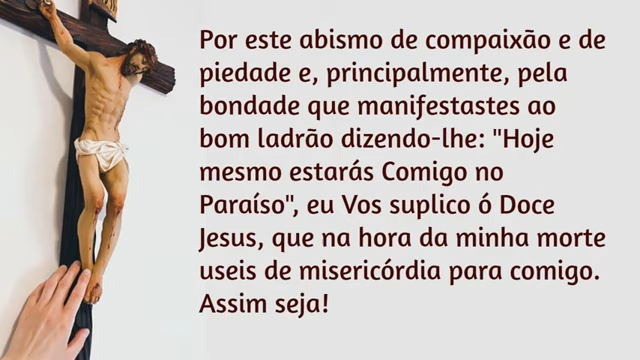 Por este abismo de compaixão e de
piedade e, principalmente, pela
bondade que manifestastes ao
bom ladrão dizendo-lhe: "Hoje
mesmo estarás Comigo no
Paraíso", eu Vos suplico ó Doce
Jesus, que na hora da minha morte
useis de misericórdia para comigo.
Assim seja!